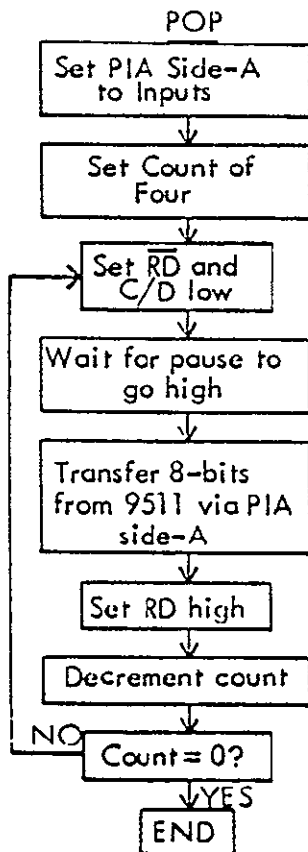 POP
Set PIA Side-A
to Inputs
Set Count of
Four
Set R̅D̅ and
C/D low
Wait for pause to
go high
Transfer 8-bits
from 9511 via PIA
side-A
Set RD high
Decrement count
NO
Count = 0?
YES
END